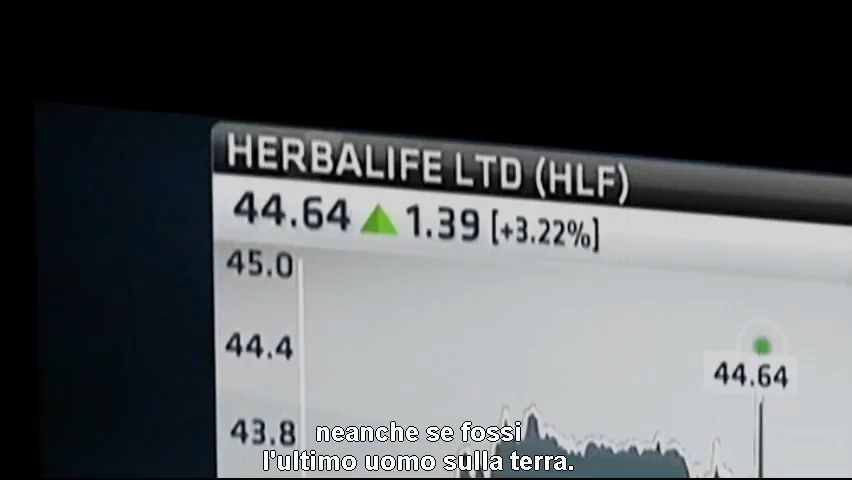 HERBALIFE LTD (HLF)
44.64 ▲ 1.39 [+3.22%]
45.0
44.4
44.64
43.8
neanche se fossi
l'ultimo uomo sulla terra.